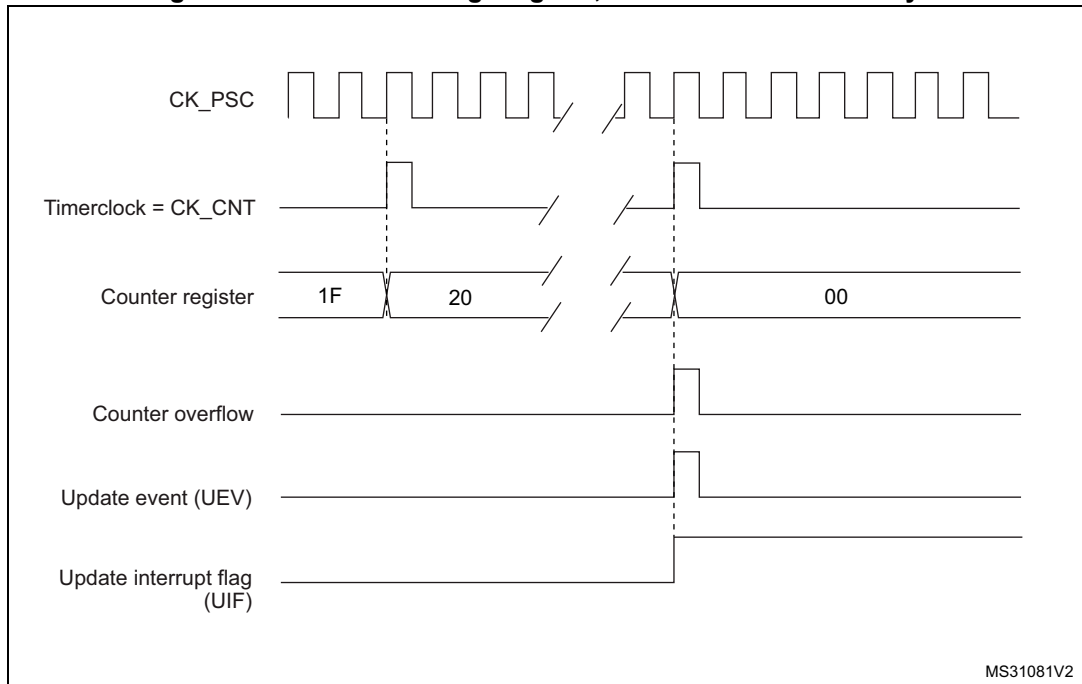 CK_PSC
Timerclock = CK_CNT
Counter register
1F
20
00
Counter overflow
Update event (UEV)
Update interrupt flag
(UIF)
MS31081V2